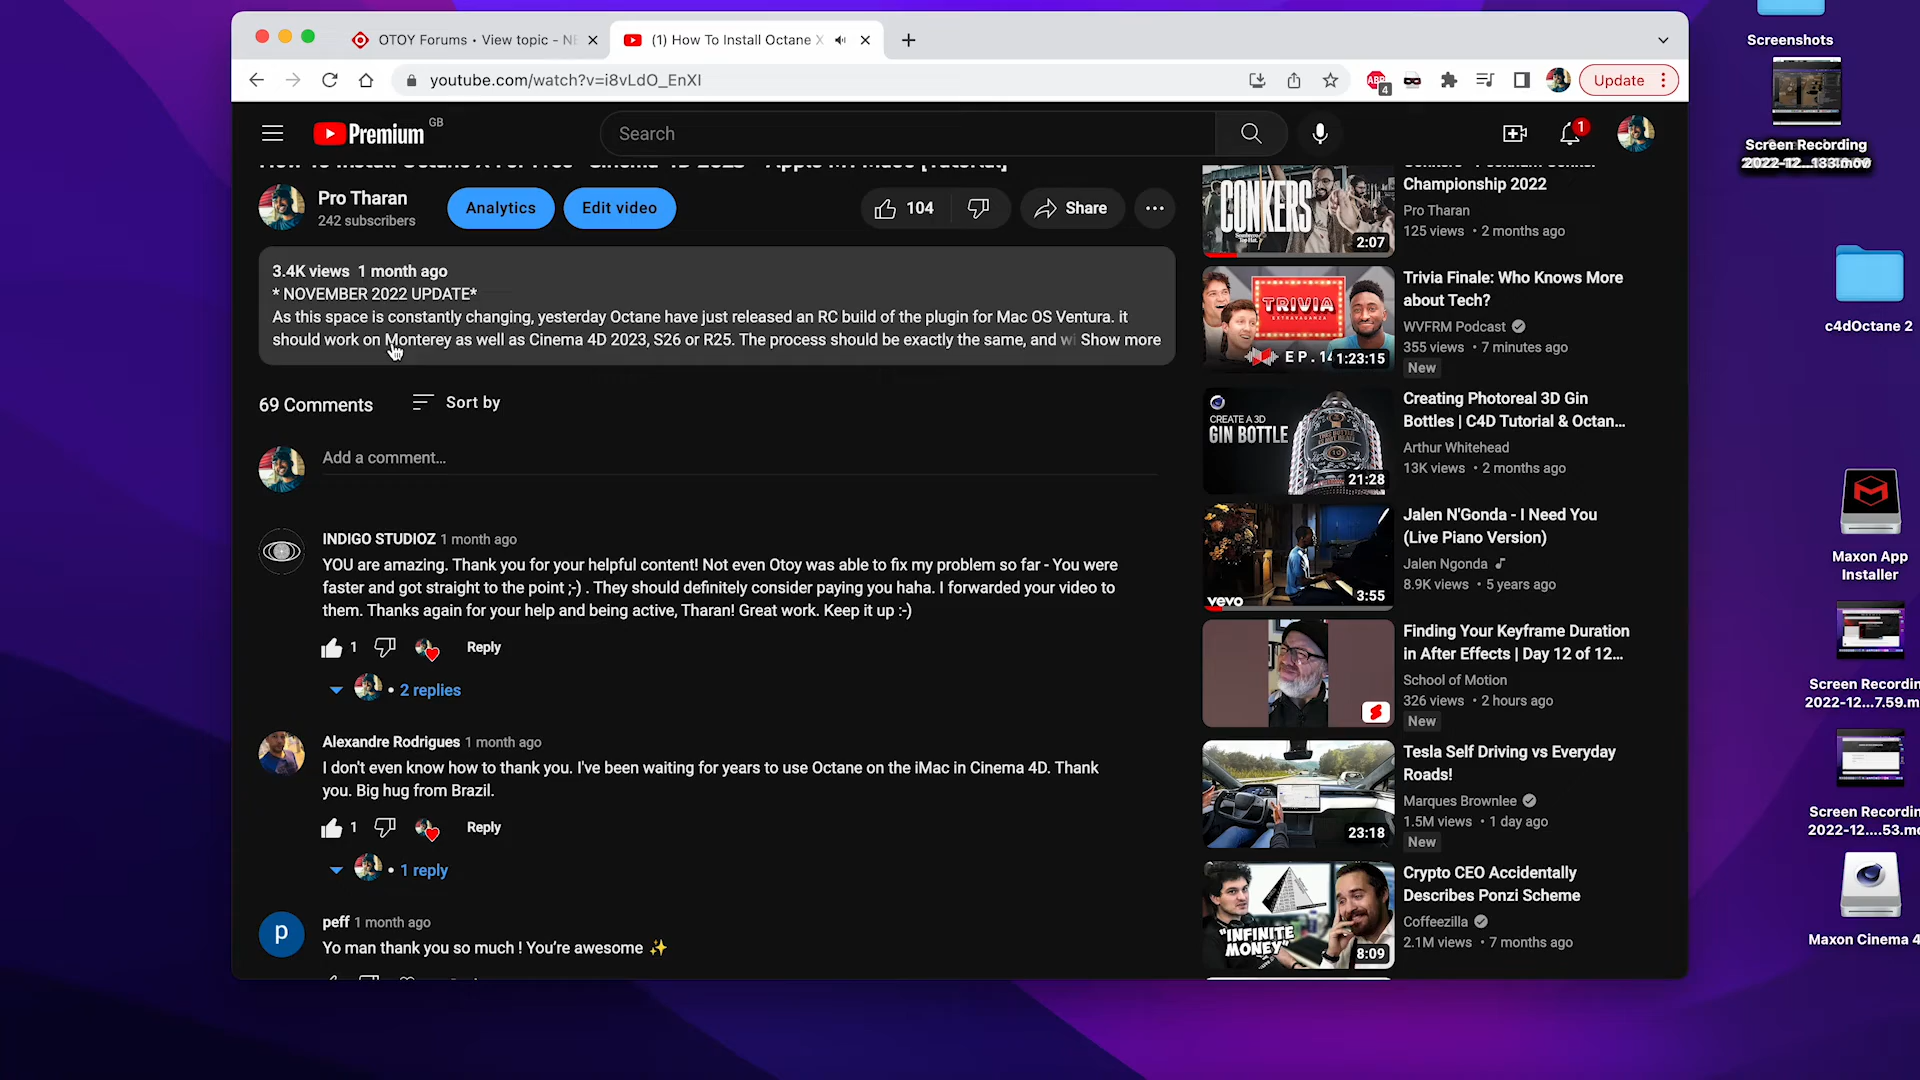 OTOY Forums • View topic - NE
(1) How To Install Octane X
youtube.com/watch?v=i8vLdO_EnXI
ABP
4
Update
Premium
GB
Search
1
Pro Tharan
242 subscribers
Analytics
Edit video
104
Share
3.4K views 1 month ago
* NOVEMBER 2022 UPDATE*
As this space is constantly changing, yesterday Octane have just released an RC build of the plugin for Mac OS Ventura. it
should work on Monterey as well as Cinema 4D 2023, S26 or R25. The process should be exactly the same, and wi Show more
69 Comments
Sort by
Add a comment...
INDIGO STUDIOZ 1 month ago
YOU are amazing. Thank you for your helpful content! Not even Otoy was able to fix my problem so far - You were
faster and got straight to the point ;-) . They should definitely consider paying you haha. I forwarded your video to
them. Thanks again for your help and being active, Tharan! Great work. Keep it up :-)
1
Reply
• 2 replies
Alexandre Rodrigues 1 month ago
I don't even know how to thank you. I've been waiting for years to use Octane on the iMac in Cinema 4D. Thank
you. Big hug from Brazil.
1
Reply
• 1 reply
p
peff 1 month ago
Yo man thank you so much ! You're awesome ✨
CONKERS
2:07
Championship 2022
Pro Tharan
125 views • 2 months ago
TRIVIA
EXTRAVAGANZA
EP. 14
1:23:15
Trivia Finale: Who Knows More
about Tech?
WVFRM Podcast
355 views • 7 minutes ago
New
CREATE A 3D
GIN BOTTLE
21:28
Creating Photoreal 3D Gin
Bottles | C4D Tutorial & Octan...
Arthur Whitehead
13K views • 2 months ago
vevo
3:55
Jalen N'Gonda - I Need You
(Live Piano Version)
Jalen Ngonda
8.9K views • 5 years ago
Finding Your Keyframe Duration
in After Effects | Day 12 of 12...
School of Motion
326 views • 2 hours ago
New
23:18
Tesla Self Driving vs Everyday
Roads!
Marques Brownlee
1.5M views • 1 day ago
New
"INFINITE
MONEY"
8:09
Crypto CEO Accidentally
Describes Ponzi Scheme
Coffeezilla
2.1M views • 7 months ago
Screenshots
Screen Recording
c4dOctane 2
Maxon App
Installer
Screen Recordin
2022-12...7.59.m
Screen Recordin
2022-12....53.mo
Maxon Cinema 4